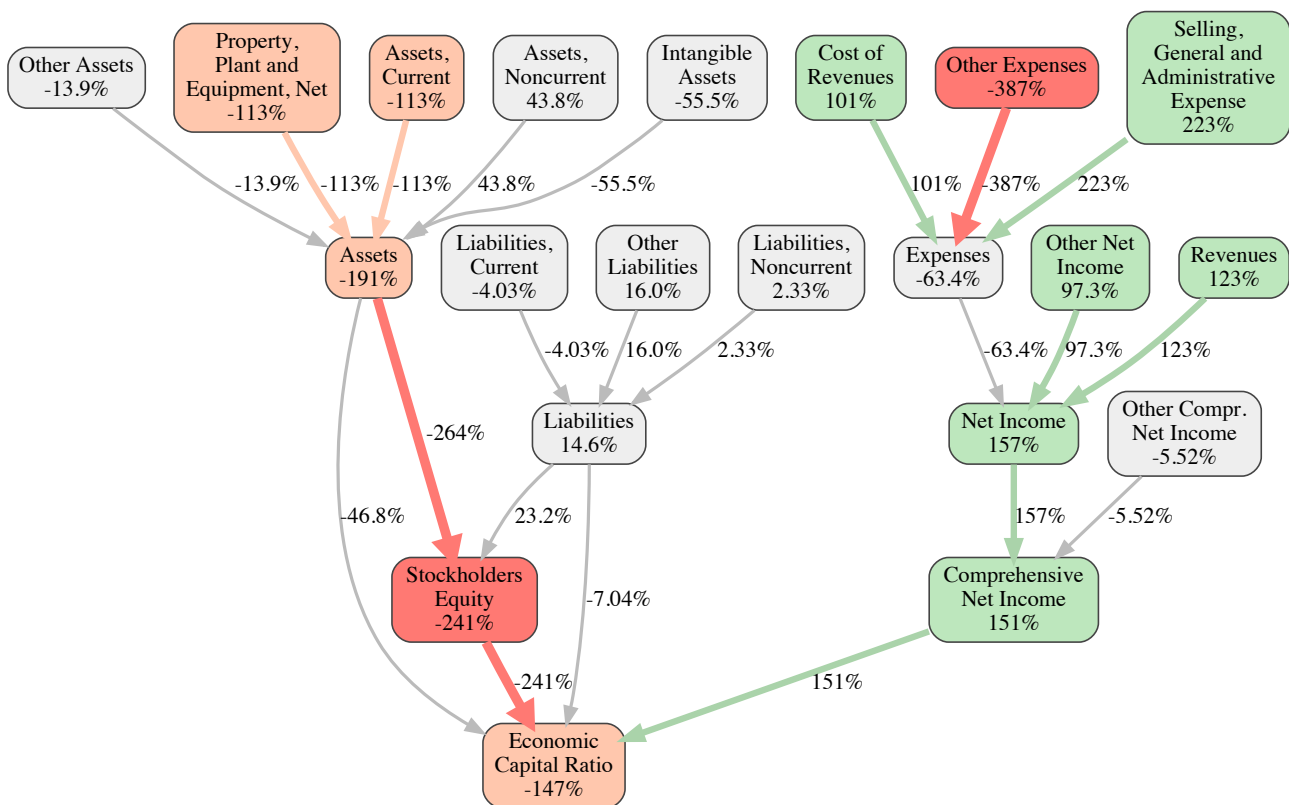 Other Assets
-13.9%
Property,
Plant and
Equipment, Net
-113%
Assets,
Current
-113%
Assets,
Noncurrent
43.8%
Intangible
Assets
-55.5%
Cost of
Revenues
101%
Other Expenses
-387%
Selling,
General and
Administrative
Expense
223%
-13.9%
-113%
-113%
43.8%
-55.5%
101%
-387%
223%
Assets
-191%
Liabilities,
Current
-4.03%
Other
Liabilities
16.0%
Liabilities,
Noncurrent
2.33%
Expenses
-63.4%
Other Net
Income
97.3%
Revenues
123%
-4.03%
16.0%
2.33%
-63.4%
97.3%
123%
-264%
Liabilities
14.6%
Net Income
157%
Other Compr.
Net Income
-5.52%
-46.8%
23.2%
157%
-5.52%
Stockholders
Equity
-241%
-7.04%
Comprehensive
Net Income
151%
-241%
151%
Economic
Capital Ratio
-147%